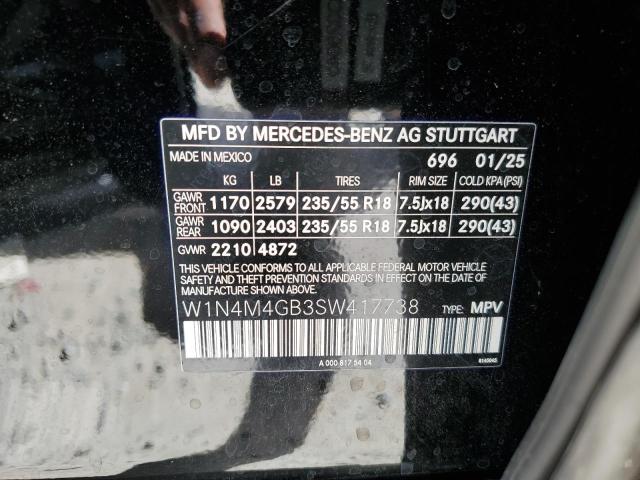 MFD BY MERCEDES-BENZ AG STUTTGART
MADE IN MEXICO 696 01/25
KG LB TIRES RIM SIZE COLD KPA(PSI)
GAWR FRONT 1170 2579 235/55 R18 7.5Jx18 290(43)
GAWR REAR 1090 2403 235/55 R18 7.5Jx18 290(43)
GVWR 2210 4872
THIS VEHICLE CONFORMS TO ALL APPLICABLE FEDERAL MOTOR VEHICLE
SAFETY AND THEFT PREVENTION STANDARDS IN EFFECT ON THE DATE OF
MANUFACTURE SHOWN ABOVE.
W1N4M4GB3SW417738 TYPE: MPV
A 000 817 54 04